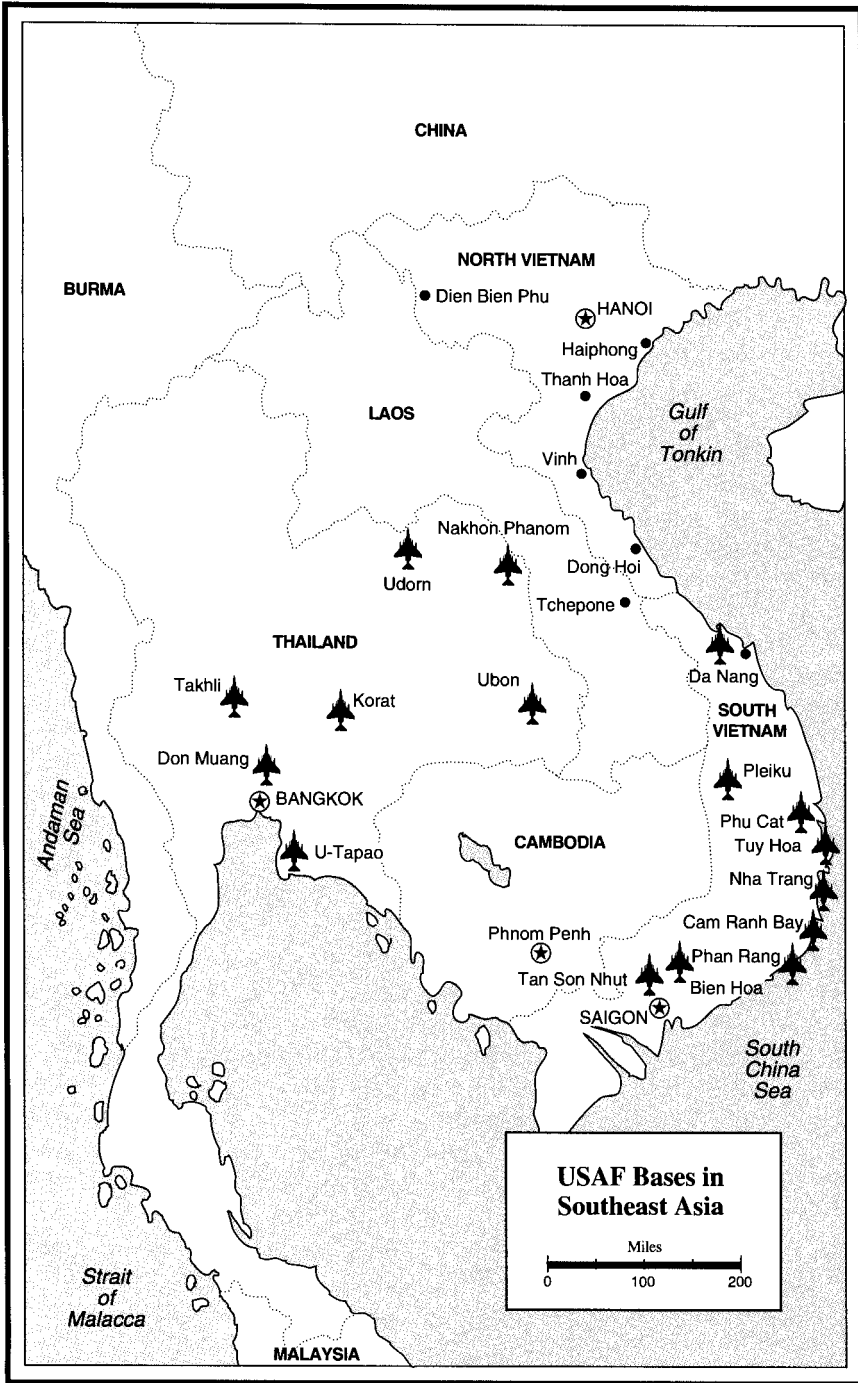 CHINA
NORTH VIETNAM
BURMA
Dien Bien Phu
HANOI
Haiphong
Thanh Hoa
LAOS
Gulf
of
Tonkin
Vinh
Nakhon Phanom
Udorn
Dong Hoi
Tchepone
THAILAND
Da Nang
Takhli
Korat
Ubon
SOUTH
VIETNAM
Don Muang
Pleiku
BANGKOK
Phu Cat
Andaman
Sea
U-Tapao
CAMBODIA
Tuy Hoa
Nha Trang
Cam Ranh Bay
Phnom Penh
Phan Rang
Tan Son Nhut
Bien Hoa
SAIGON
South
China
Sea
USAF Bases in
Southeast Asia
Miles
0 100 200
Strait
of
Malacca
MALAYSIA